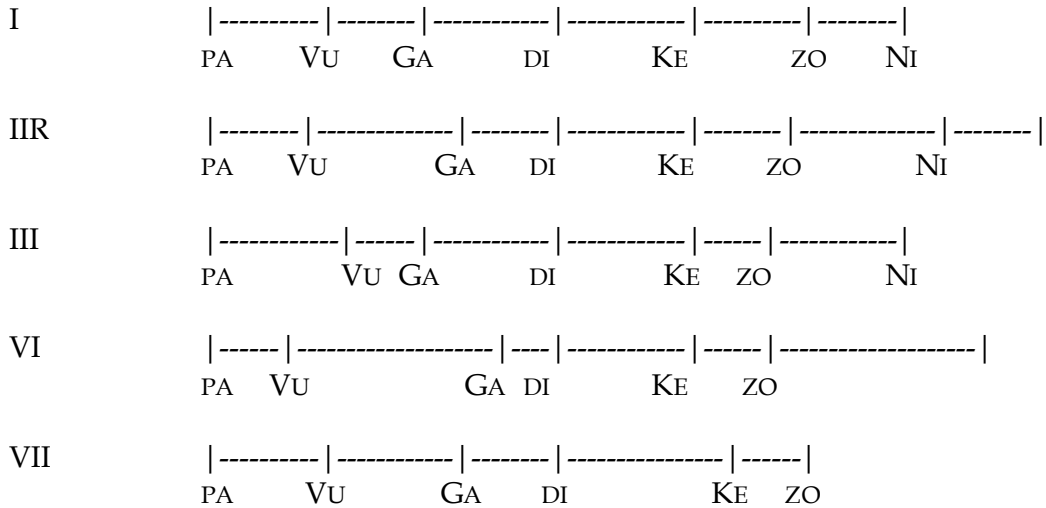 I |----------|--------|------------|------------|----------|--------|
PA VU GA DI KE ZO NI
IIR |--------|--------------|--------|------------|--------|--------------|--------|
PA VU GA DI KE ZO NI
III |------------|------|------------|------------|------|------------|
PA VU GA DI KE ZO NI
VI |------|--------------------|----|------------|------|--------------------|
PA VU GA DI KE ZO
VII |----------|------------|--------|----------------|------|
PA VU GA DI KE ZO